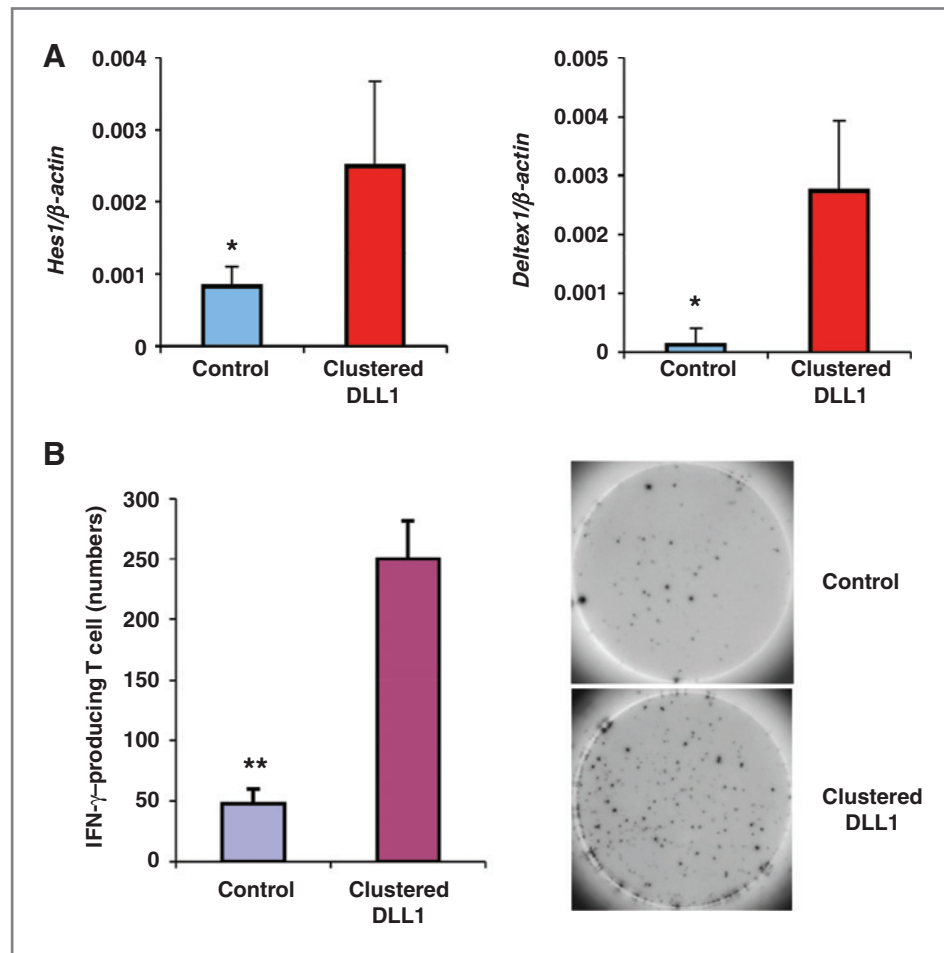 A
Hes1/β-actin
0.004
0.003
0.002
0.001
0
*
Control
Clustered
DLL1
Deltex1/β-actin
0.005
0.004
0.003
0.002
0.001
0
*
Control
Clustered
DLL1
B
IFN-γ–producing T cell (numbers)
300
250
200
150
100
50
0
**
Control
Clustered
DLL1
Control
Clustered
DLL1